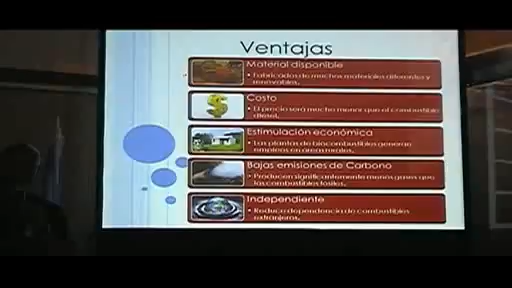 Ventajas
Material disponible
• Fabricados de muchos materiales diferentes y
renovables.
Costo
• El precio será mucho menor que el combustible
diesel.
Estimulación económica
• Las plantas de biocombustibles generan
empleos en área rurales.
Bajas emisiones de Carbono
• Producen significantemente menos gases que
los combustibles fósiles.
Independiente
• Reduce dependencia de combustibles
extranjeros.